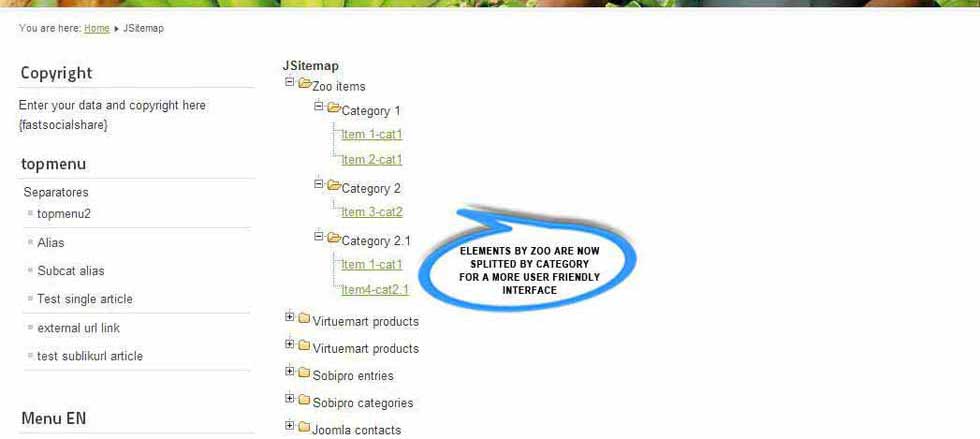 You are here: Home ▸ JSitemap
Copyright
Enter your data and copyright here
{fastsocialshare}
topmenu
Separatores
topmenu2
Alias
Subcat alias
Test single article
external url link
test sublikurl article
Menu EN
JSitemap
Zoo items
Category 1
Item 1-cat1
Item 2-cat1
Category 2
Item 3-cat2
Category 2.1
Item 1-cat1
Item4-cat2.1
Virtuemart products
Virtuemart products
Sobipro entries
Sobipro categories
Joomla contacts
ELEMENTS BY ZOO ARE NOW
SPLITTED BY CATEGORY
FOR A MORE USER FRIENDLY
INTERFACE